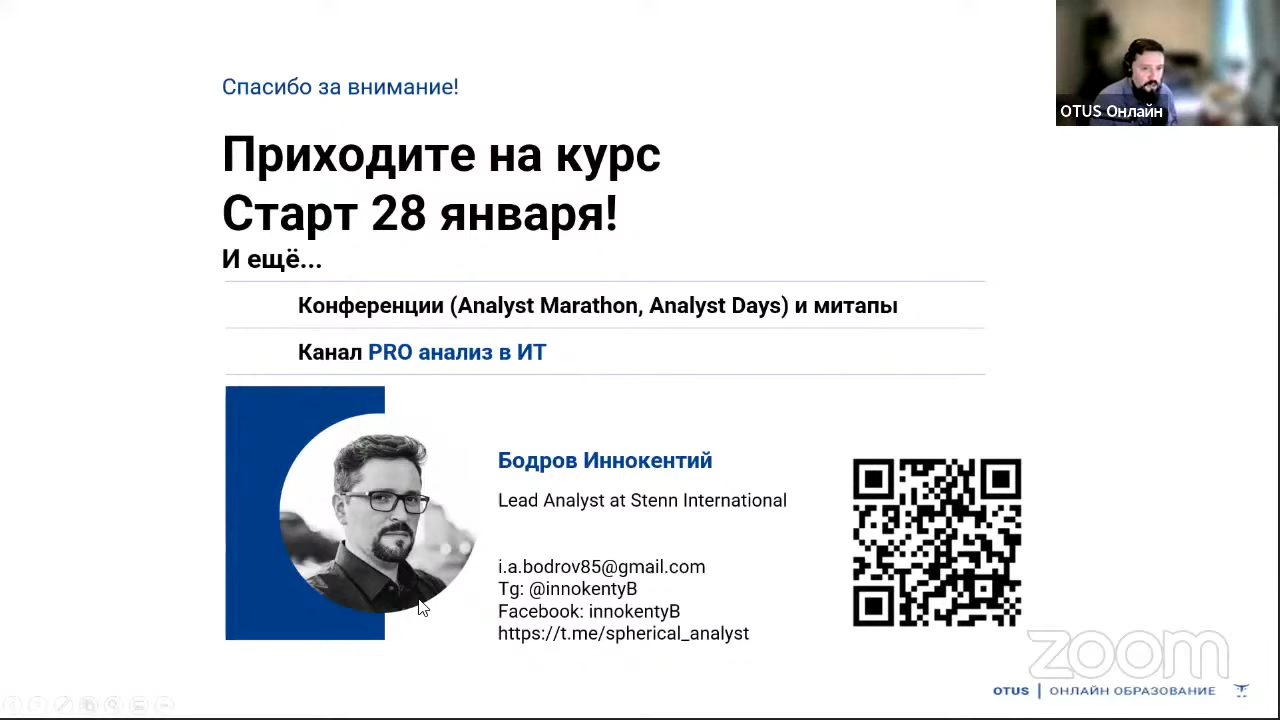 OTUS Онлайн
Спасибо за внимание!
Приходите на курс
Старт 28 января!
И ещё...
Конференции (Analyst Marathon, Analyst Days) и митапы
Канал PRO анализ в ИТ
Бодров Иннокентий
Lead Analyst at Stenn International
i.a.bodrov85@gmail.com
Tg: @innokentyB
Facebook: innokentyB
https://t.me/spherical_analyst
zoom
OTUS | ОНЛАЙН ОБРАЗОВАНИЕ